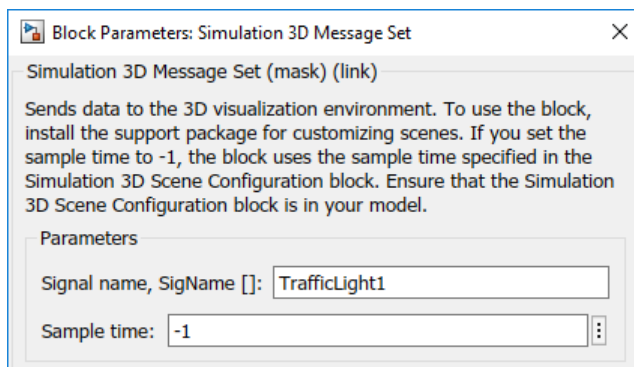 Block Parameters: Simulation 3D Message Set
Simulation 3D Message Set (mask) (link)
Sends data to the 3D visualization environment. To use the block,
install the support package for customizing scenes. If you set the
sample time to -1, the block uses the sample time specified in the
Simulation 3D Scene Configuration block. Ensure that the Simulation
3D Scene Configuration block is in your model.
Parameters
Signal name, SigName []: TrafficLight1
Sample time: -1